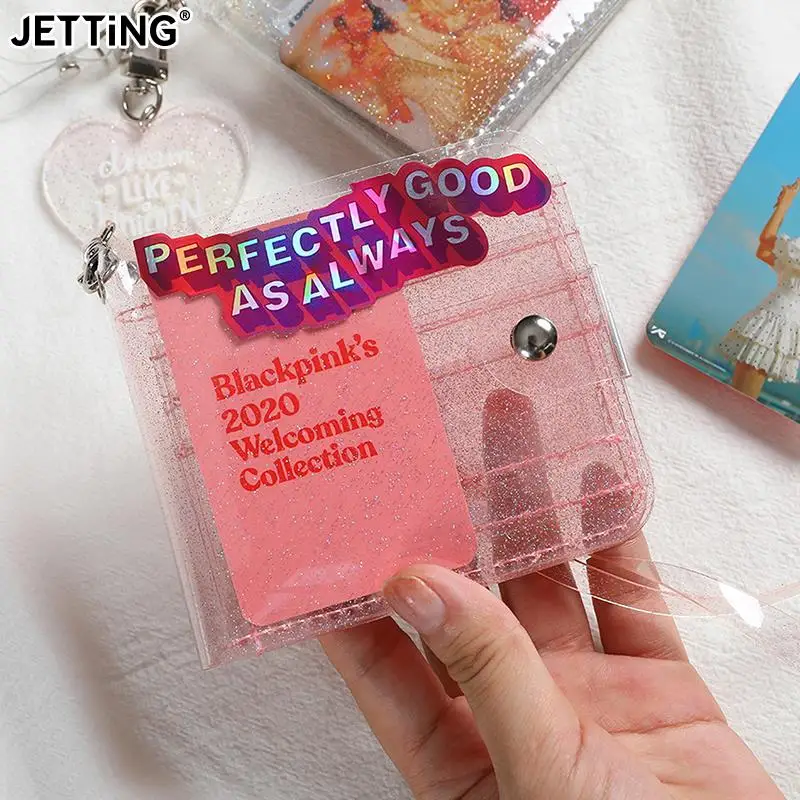 JETTiNG®
dream
LIKE
PERFECTLY GOOD
AS ALWAYS
Blackpink's
2020
Welcoming
Collection